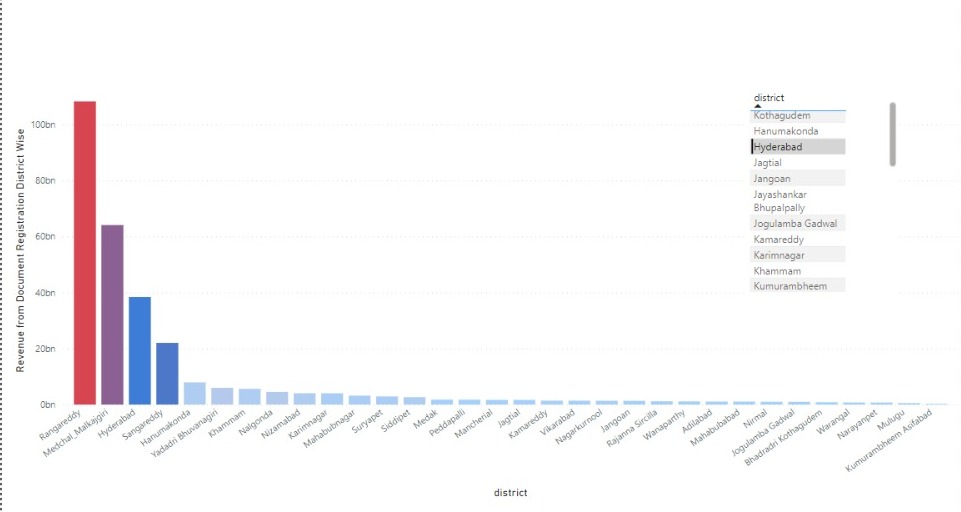 Revenue from Document Registration District Wise
100bn
80bn
60bn
40bn
20bn
0bn
district
Kothagudem
Hanumakonda
Hyderabad
Jagtial
Jangoan
Jayashankar
Bhupalpally
Jogulamba Gadwal
Kamareddy
Karimnagar
Khammam
Kumurambheem
Rangareddy
Medchal_Malkajgiri
Hyderabad
Sangareddy
Hanumakonda
Yadadri Bhuvanagiri
Khammam
Nalgonda
Nizamabad
Karimnagar
Mahabubnagar
Suryapet
Siddipet
Medak
Peddapalli
Mancherial
Jagtial
Kamareddy
Vikarabad
Nagarkurnool
Jangoan
Rajanna Sircilla
Wanaparthy
Adilabad
Mahabubabad
Nirmal
Jogulamba Gadwal
Bhadradri Kothagudem
Warangal
Narayanpet
Mulugu
Kumurambheem Asifabad
district